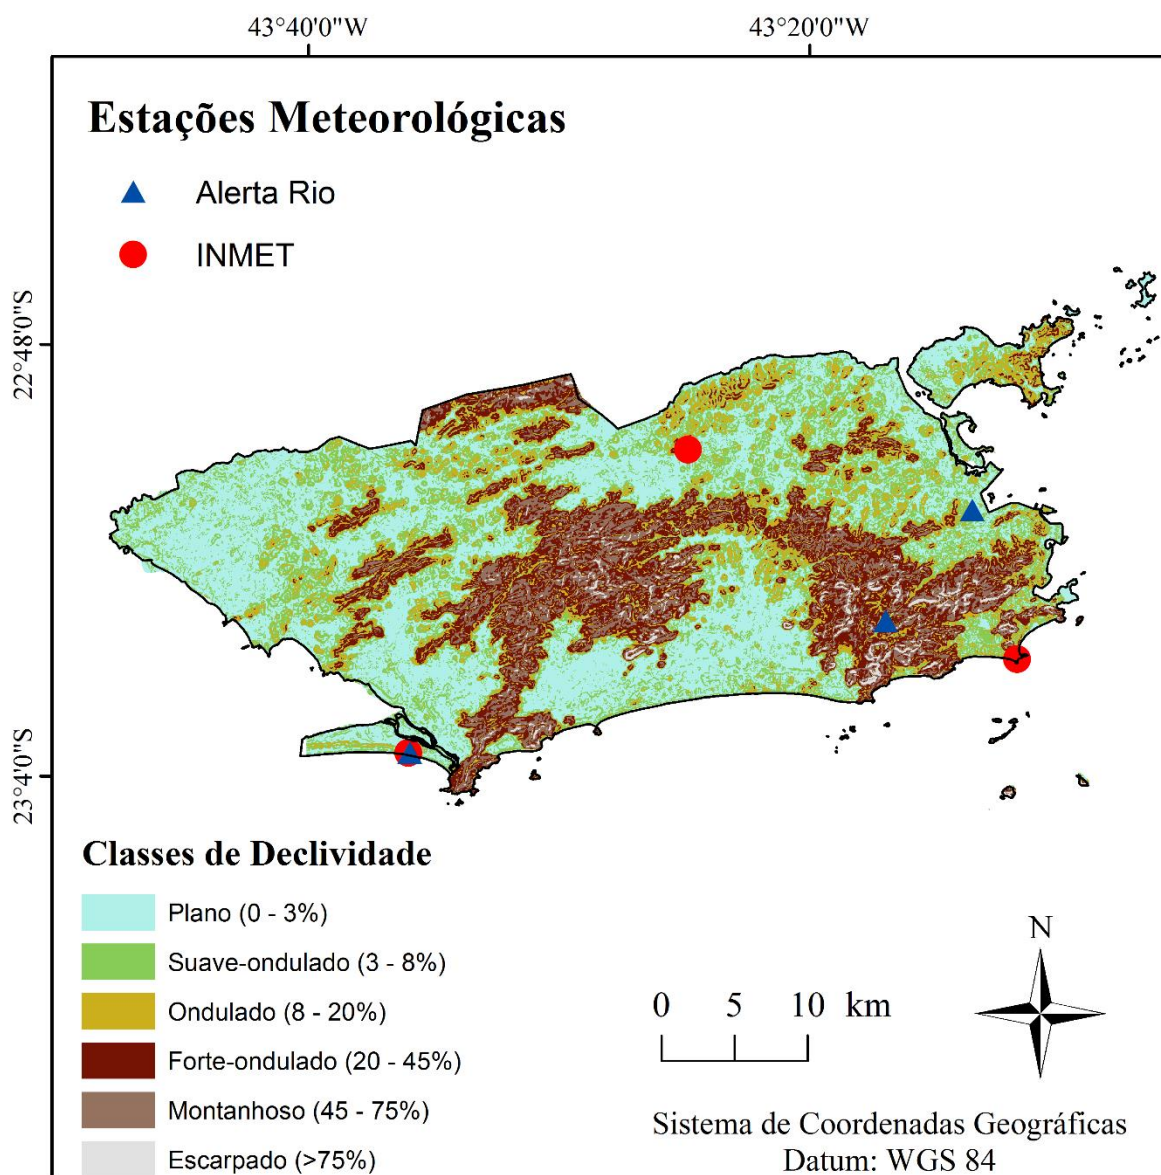 43°40'0"W
43°20'0"W
Estações Meteorológicas
Alerta Rio
INMET
22°48'0"S
23°4'0"S
Classes de Declividade
Plano (0 - 3%)
Suave-ondulado (3 - 8%)
Ondulado (8 - 20%)
Forte-ondulado (20 - 45%)
Montanhoso (45 - 75%)
Escarpado (>75%)
N
0 5 10 km
Sistema de Coordenadas Geográficas
Datum: WGS 84